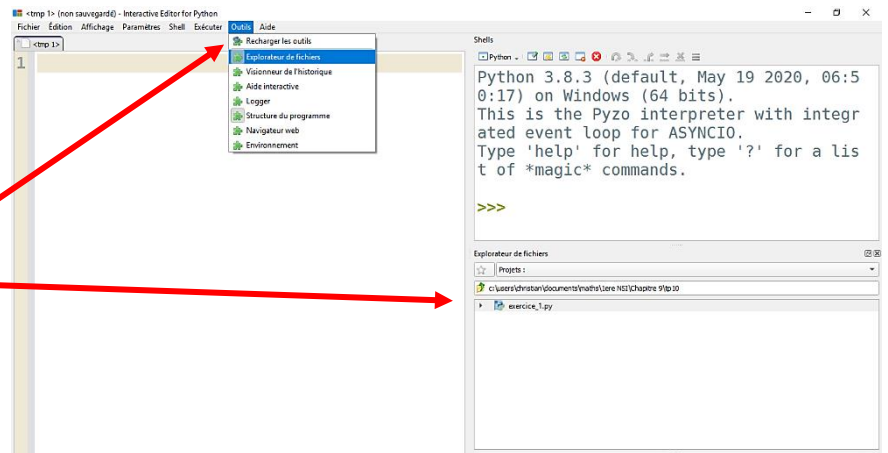 <tmp 1> (non sauvegardé) - Interactive Editor for Python
Fichier Édition Affichage Paramètres Shell Exécuter Outils Aide
<tmp 1>
1
Recharger les outils
Explorateur de fichiers
Visionneur de l'historique
Aide interactive
Logger
Structure du programme
Navigateur web
Environnement
Shells
Python
Python 3.8.3 (default, May 19 2020, 06:5
0:17) on Windows (64 bits).
This is the Pyzo interpreter with integr
ated event loop for ASYNCIO.
Type 'help' for help, type '?' for a lis
t of *magic* commands.
>>>
Explorateur de fichiers
Projets :
c:\users\christian\documents\maths\1ere NSI\Chapitre 9\tp10
exercice_1.py